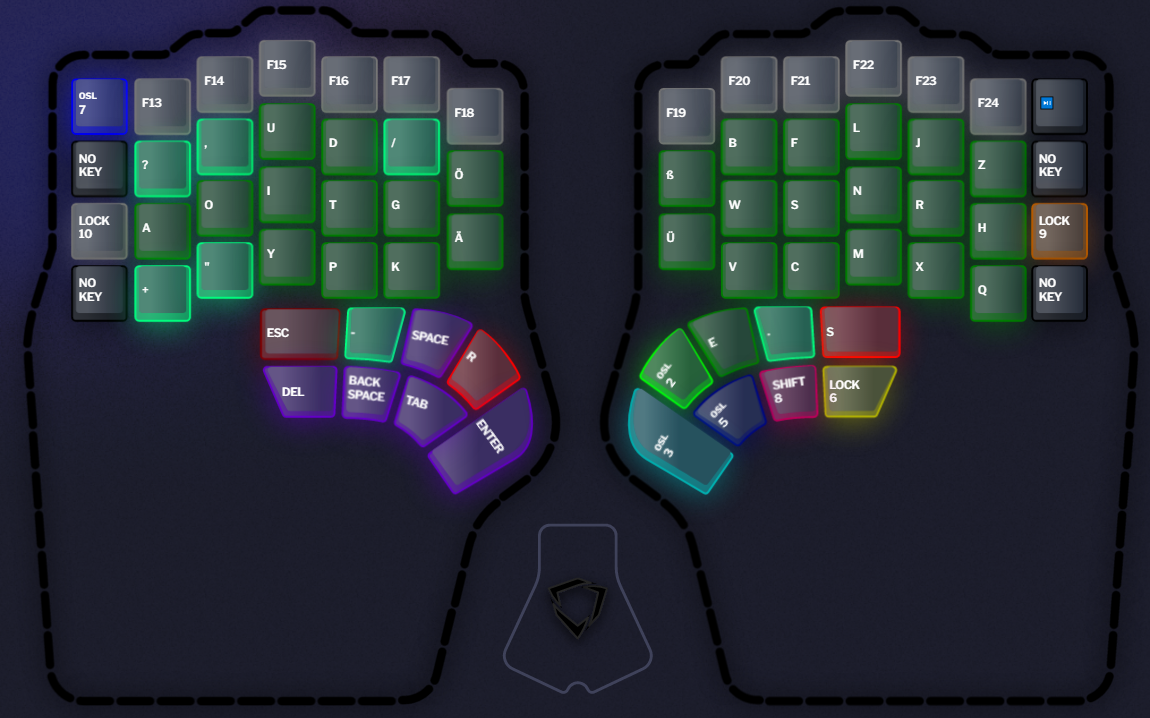 OSL
7
F13
F14
F15
F16
F17
F18
NO
KEY
?
,
U
D
/
Ö
LOCK
10
A
O
I
T
G
Ä
NO
KEY
+
"
Y
P
K
ESC
-
SPACE
R
DEL
BACK
SPACE
TAB
ENTER
F19
F20
F21
F22
F23
F24
ß
B
F
L
J
Z
NO
KEY
Ü
W
S
N
R
H
LOCK
9
V
C
M
X
Q
NO
KEY
OSL
2
E
.
S
OSL
3
OSL
5
SHIFT
8
LOCK
6